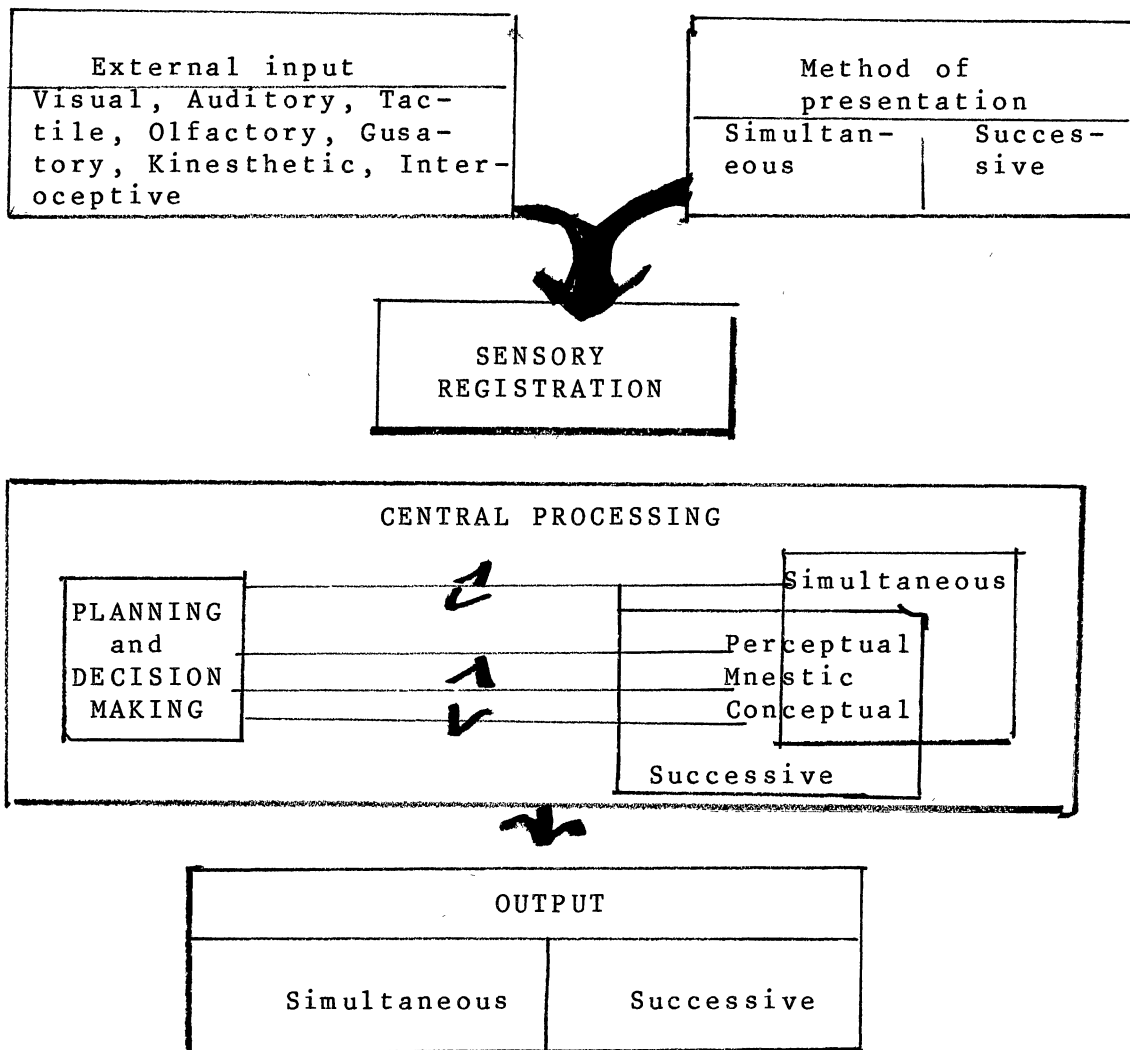 External input
Visual, Auditory, Tac-
tile, Olfactory, Gusa-
tory, Kinesthetic, Inter-
oceptive
Method of
presentation
Simultan-
eous
Succes-
sive
SENSORY
REGISTRATION
CENTRAL PROCESSING
PLANNING
and
DECISION
MAKING
Simultaneous
Perceptual
Mnestic
Conceptual
Successive
OUTPUT
Simultaneous
Successive